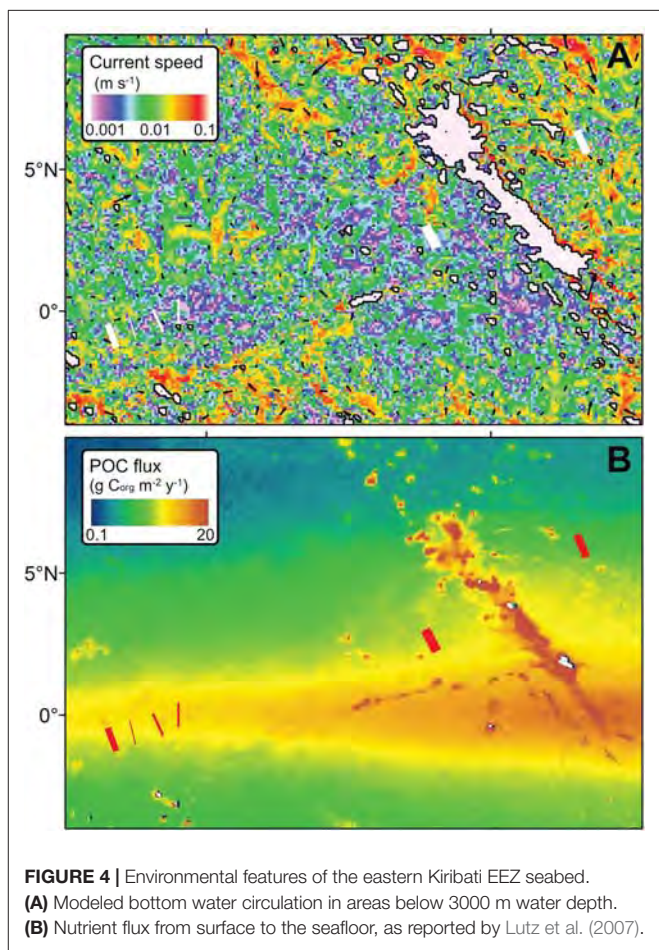 Current speed
(m s⁻¹)
0.001 0.01 0.1
A
5°N
0°
POC flux
(g Corg m⁻² y⁻¹)
0.1 20
B
5°N
0°
FIGURE 4 | Environmental features of the eastern Kiribati EEZ seabed.
(A) Modeled bottom water circulation in areas below 3000 m water depth.
(B) Nutrient flux from surface to the seafloor, as reported by Lutz et al. (2007).